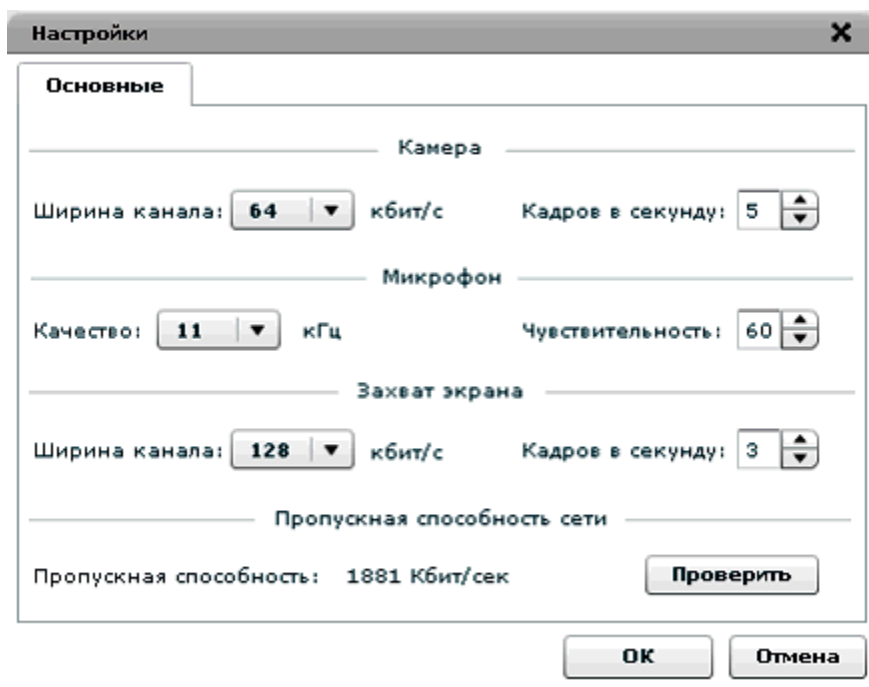 Настройки
Основные
Камера
Ширина канала: 64 кбит/с Кадров в секунду: 5
Микрофон
Качество: 11 кГц Чувствительность: 60
Захват экрана
Ширина канала: 128 кбит/с Кадров в секунду: 3
Пропускная способность сети
Пропускная способность: 1881 Кбит/сек Проверить
ОК Отмена